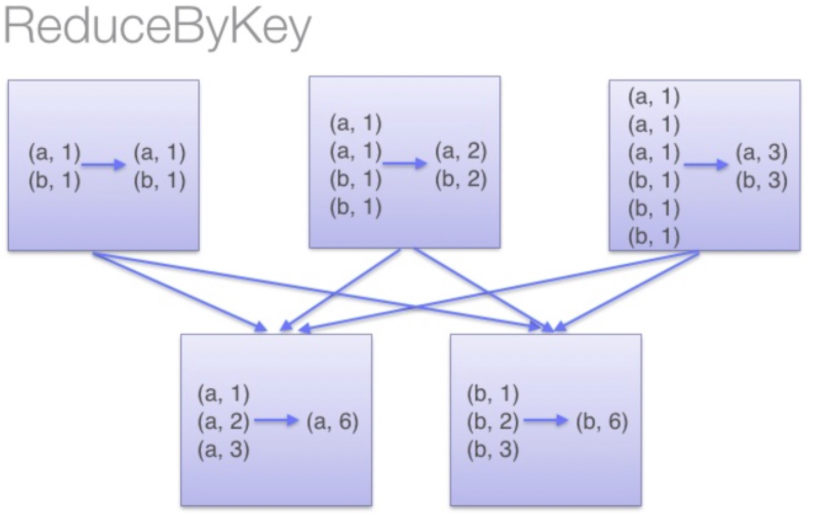 ReduceByKey
(a, 1) (a, 1)
(b, 1) (b, 1)
(a, 1)
(a, 1) (a, 2)
(b, 1) (b, 2)
(b, 1)
(a, 1)
(a, 1)
(a, 1) (a, 3)
(b, 1) (b, 3)
(b, 1)
(b, 1)
(a, 1)
(a, 2) (a, 6)
(a, 3)
(b, 1)
(b, 2) (b, 6)
(b, 3)